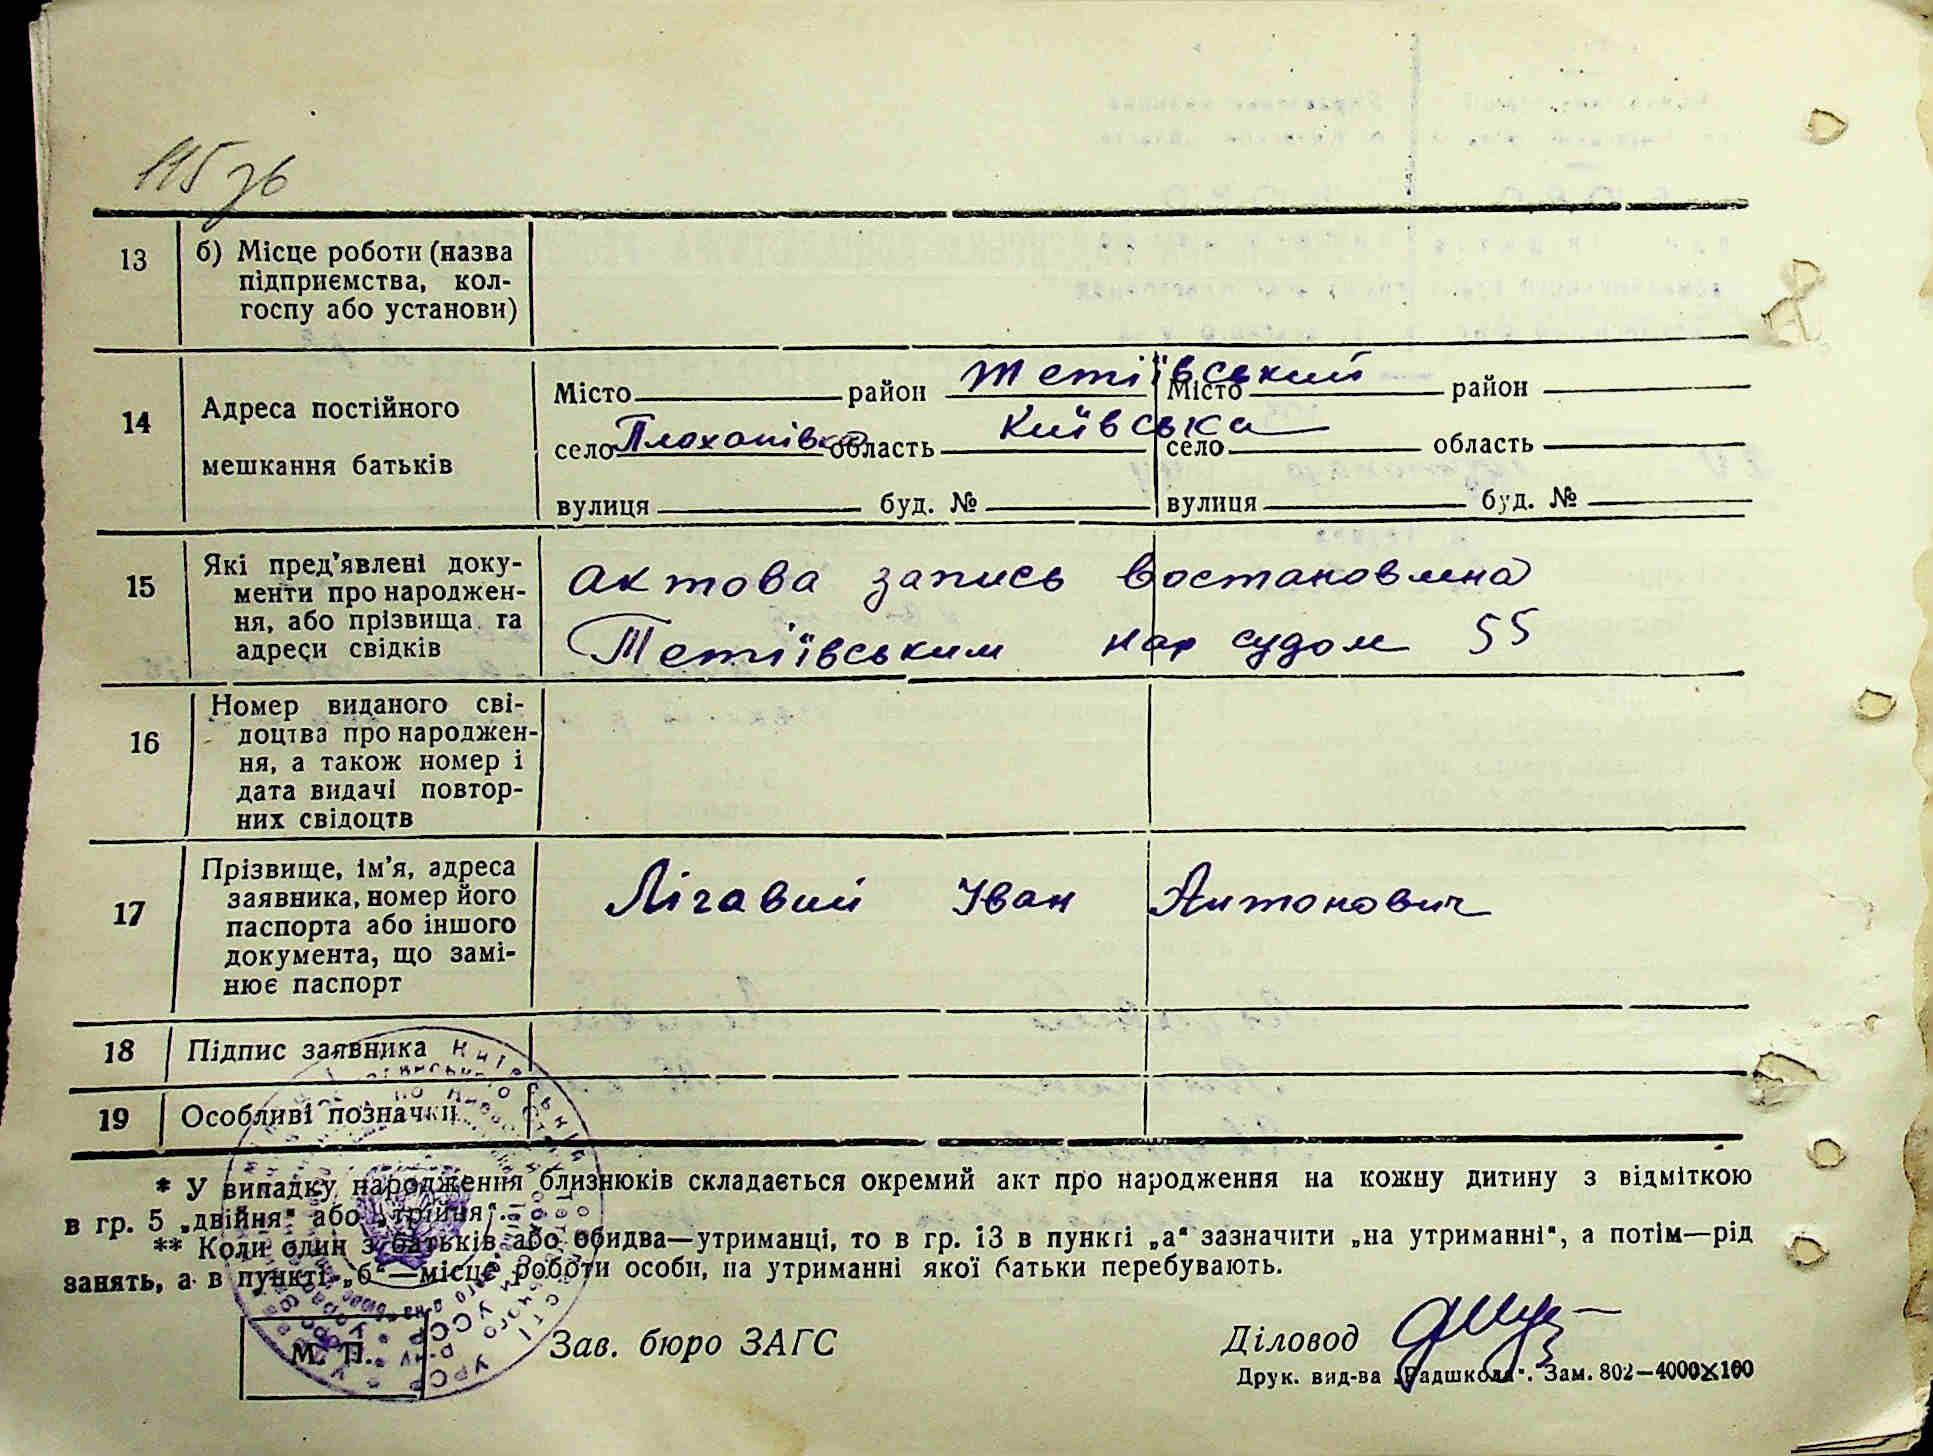 115 зв
13 б) Місце роботи (назва
підприємства, кол-
госпу або установи)
14 Адреса постійного
мешкання батьків
Місто район Тетіївський Місто район
село Плоханівка область Київська село область
вулиця буд. № вулиця буд. №
15 Які пред'явлені доку-
менти про народжен-
ня, або прізвища та
адреси свідків
актова запись востановлена
Тетіївським нар судом 55
16 Номер виданого сві-
доцтва про народжен-
ня, а також номер і
дата видачі повтор-
них свідоцтв
17 Прізвище, ім'я, адреса
заявника, номер його
паспорта або іншого
документа, що замі-
нює паспорт
Лігавий Іван Антонович
18 Підпис заявника
19 Особливі позначки
* У випадку народження близнюків складається окремий акт про народження на кожну дитину з відміткою
в гр. 5 „двійня" або „трійня".
** Коли один з батьків або обидва—утриманці, то в гр. 13 в пункті „а" зазначити „на утриманні", а потім—рід
занять, а в пункті „б"—місце роботи особи, на утриманні якої батьки перебувають.
М. П.
Зав. бюро ЗАГС
Діловод
Друк. вид-ва „Радшкола". Зам. 802—4000×100